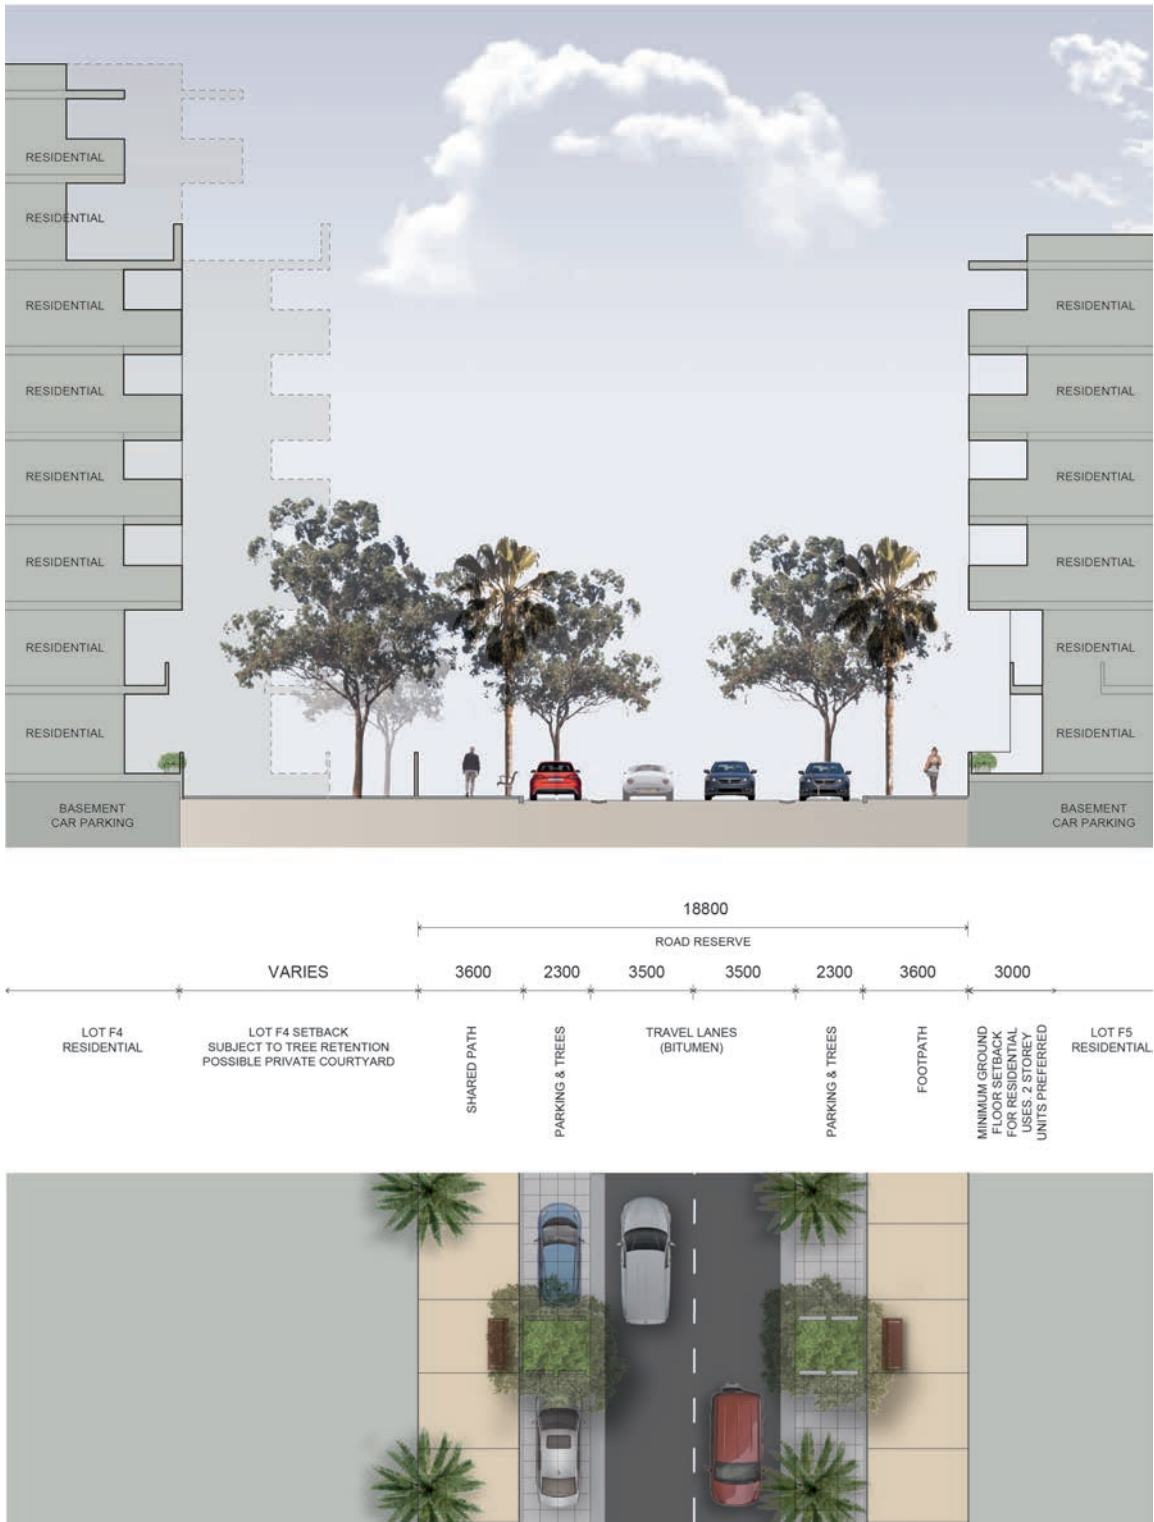 RESIDENTIAL
RESIDENTIAL
RESIDENTIAL
RESIDENTIAL
RESIDENTIAL
RESIDENTIAL
RESIDENTIAL
RESIDENTIAL
BASEMENT
CAR PARKING
RESIDENTIAL
RESIDENTIAL
RESIDENTIAL
RESIDENTIAL
RESIDENTIAL
RESIDENTIAL
BASEMENT
CAR PARKING
18800
ROAD RESERVE
VARIES
3600
2300
3500
3500
2300
3600
3000
LOT F4
RESIDENTIAL
LOT F4 SETBACK
SUBJECT TO TREE RETENTION
POSSIBLE PRIVATE COURTYARD
SHARED PATH
PARKING & TREES
TRAVEL LANES
(BITUMEN)
PARKING & TREES
FOOTPATH
MINIMUM GROUND
FLOOR SETBACK
FOR RESIDENTIAL
USES. 2 STOREY
UNITS PREFERRED
LOT F5
RESIDENTIAL